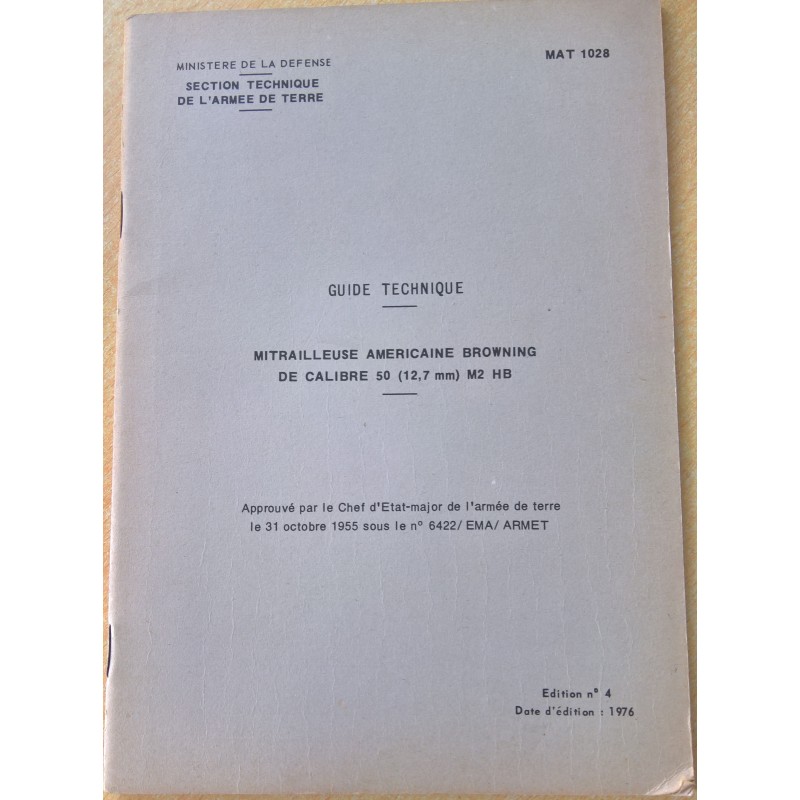 MINISTERE DE LA DEFENSE
SECTION TECHNIQUE
DE L'ARMEE DE TERRE
MAT 1028
GUIDE TECHNIQUE
MITRAILLEUSE AMERICAINE BROWNING
DE CALIBRE 50 (12,7 mm) M2 HB
Approuvé par le Chef d'Etat-major de l'armée de terre
le 31 octobre 1955 sous le n° 6422/ EMA/ ARMET
Edition n° 4
Date d'édition : 1976